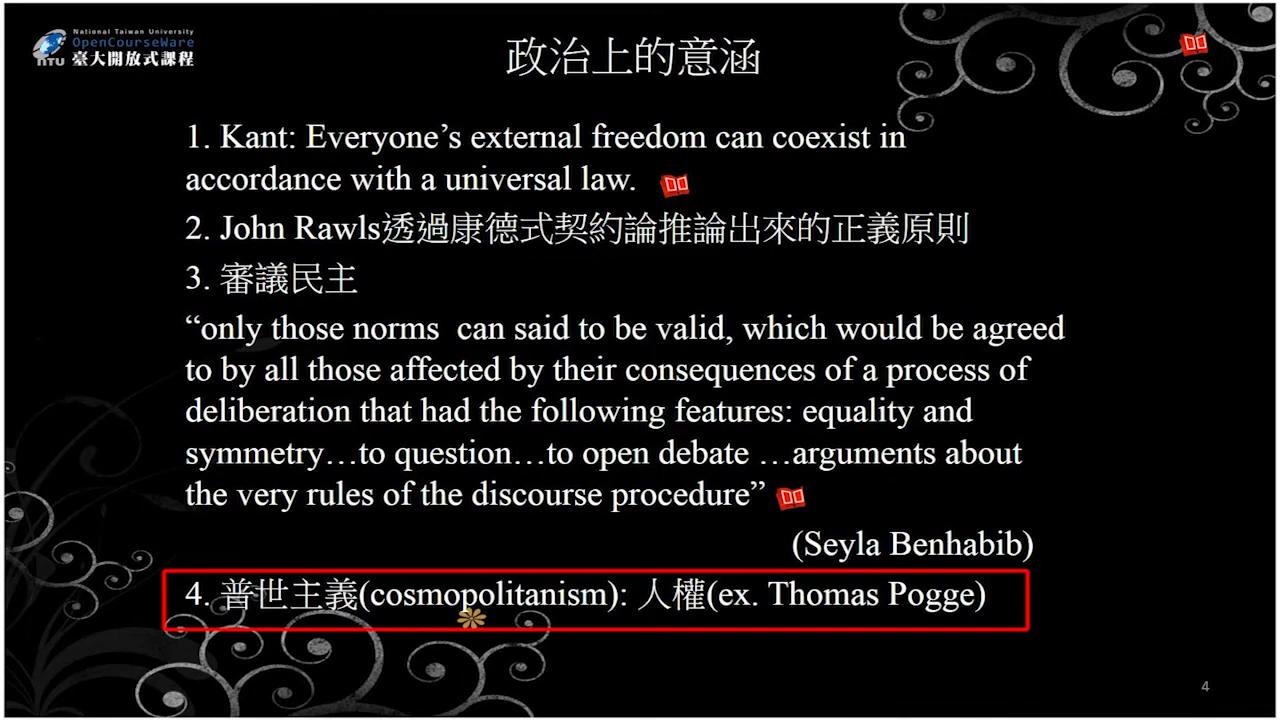 National Taiwan University
OpenCourseWare
NTU 臺大開放式課程
政治上的意涵
1. Kant: Everyone’s external freedom can coexist in
accordance with a universal law.
2. John Rawls透過康德式契約論推論出來的正義原則
3. 審議民主
“only those norms  can said to be valid, which would be agreed
to by all those affected by their consequences of a process of
deliberation that had the following features: equality and
symmetry…to question…to open debate …arguments about
the very rules of the discourse procedure”
(Seyla Benhabib)
4. 普世主義(cosmopolitanism): 人權(ex. Thomas Pogge)
4